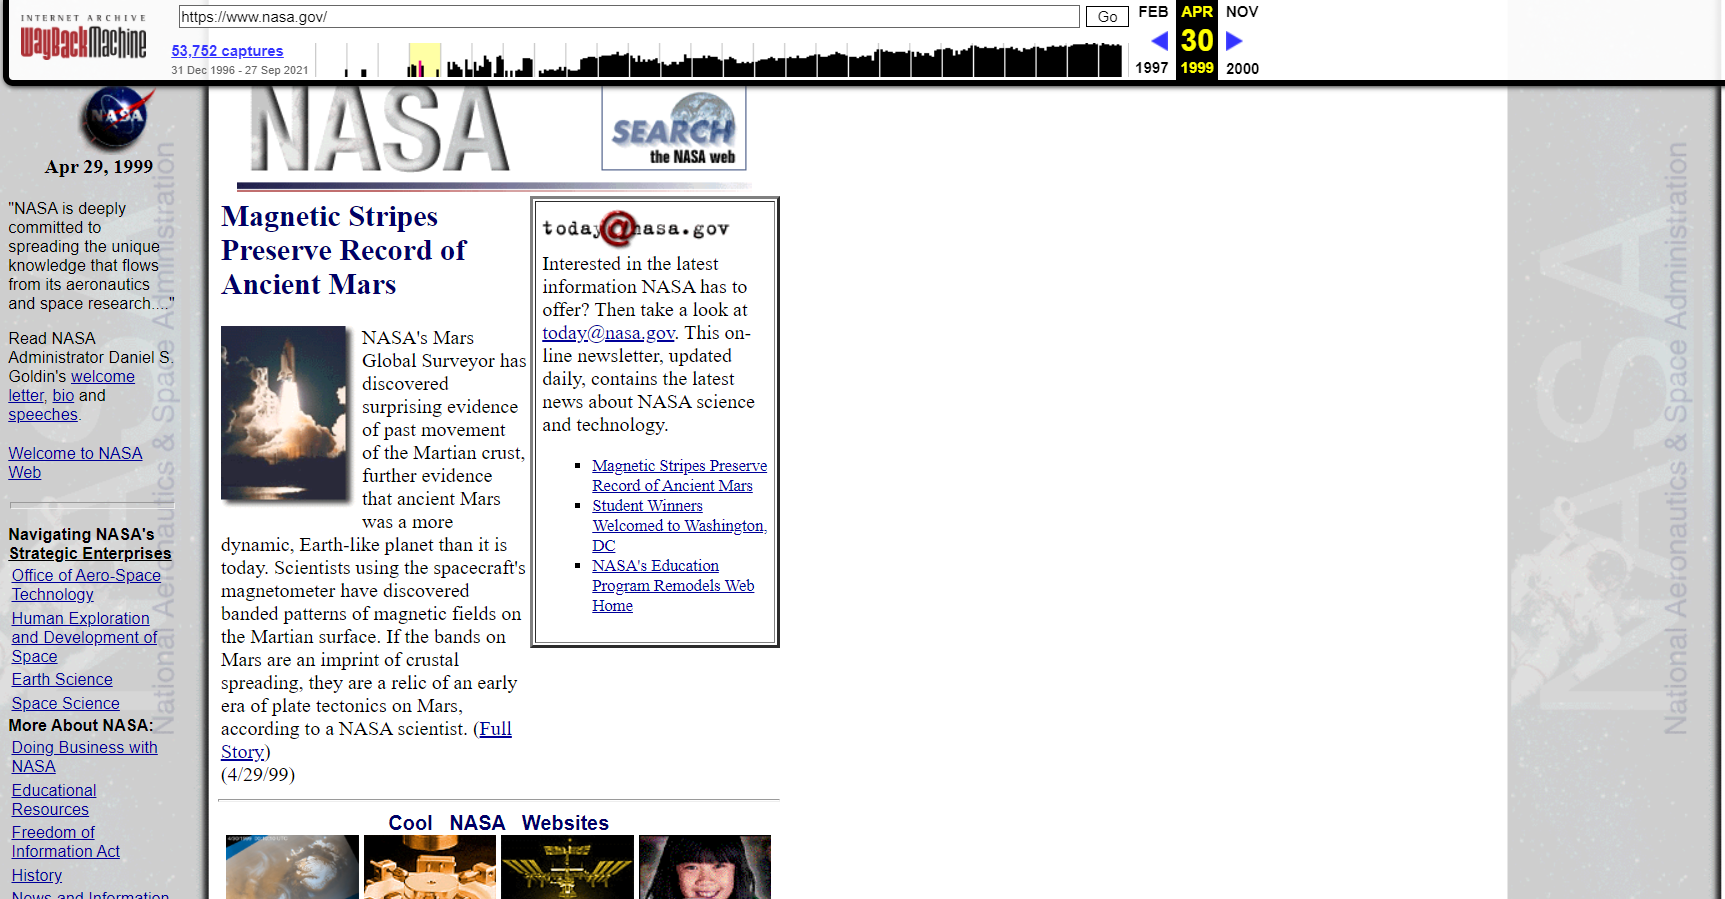 INTERNET ARCHIVE
WayBackMachine
https://www.nasa.gov/
Go
FEB
APR
NOV
53,752 captures
31 Dec 1996 - 27 Sep 2021
30
1997
1999
2000
NASA
Apr 29, 1999
"NASA is deeply
committed to
spreading the unique
knowledge that flows
from its aeronautics
and space research...."
Read NASA
Administrator Daniel S.
Goldin's welcome
letter, bio and
speeches.
Welcome to NASA
Web
Navigating NASA's
Strategic Enterprises
Office of Aero-Space
Technology
Human Exploration
and Development of
Space
Earth Science
Space Science
More About NASA:
Doing Business with
NASA
Educational
Resources
Freedom of
Information Act
History
News and Information
National Aeronautics & Space Administration
NASA
SEARCH
the NASA web
Magnetic Stripes
Preserve Record of
Ancient Mars
NASA's Mars
Global Surveyor has
discovered
surprising evidence
of past movement
of the Martian crust,
further evidence
that ancient Mars
was a more
dynamic, Earth-like planet than it is
today. Scientists using the spacecraft's
magnetometer have discovered
banded patterns of magnetic fields on
the Martian surface. If the bands on
Mars are an imprint of crustal
spreading, they are a relic of an early
era of plate tectonics on Mars,
according to a NASA scientist. (Full
Story)
(4/29/99)
today@nasa.gov
Interested in the latest
information NASA has to
offer? Then take a look at
today@nasa.gov. This on-
line newsletter, updated
daily, contains the latest
news about NASA science
and technology.
Magnetic Stripes Preserve
Record of Ancient Mars
Student Winners
Welcomed to Washington,
DC
NASA's Education
Program Remodels Web
Home
Cool NASA Websites
NASA
National Aeronautics & Space Administration